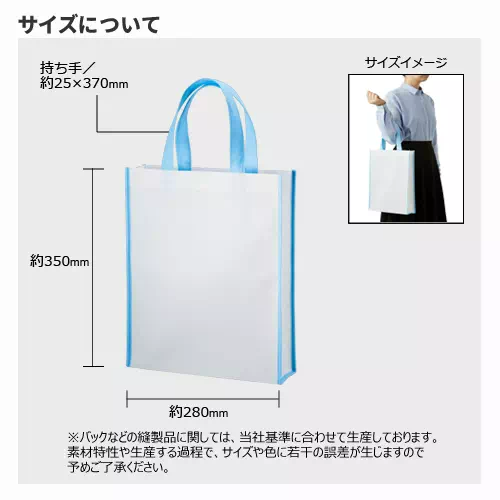 サイズについて
持ち手／
約25×370mm
サイズイメージ
約350mm
約280mm
※バックなどの縫製品に関しては、当社基準に合わせて生産しております。
素材特性や生産する過程で、サイズや色に若干の誤差が生じますので
予めご了承ください。